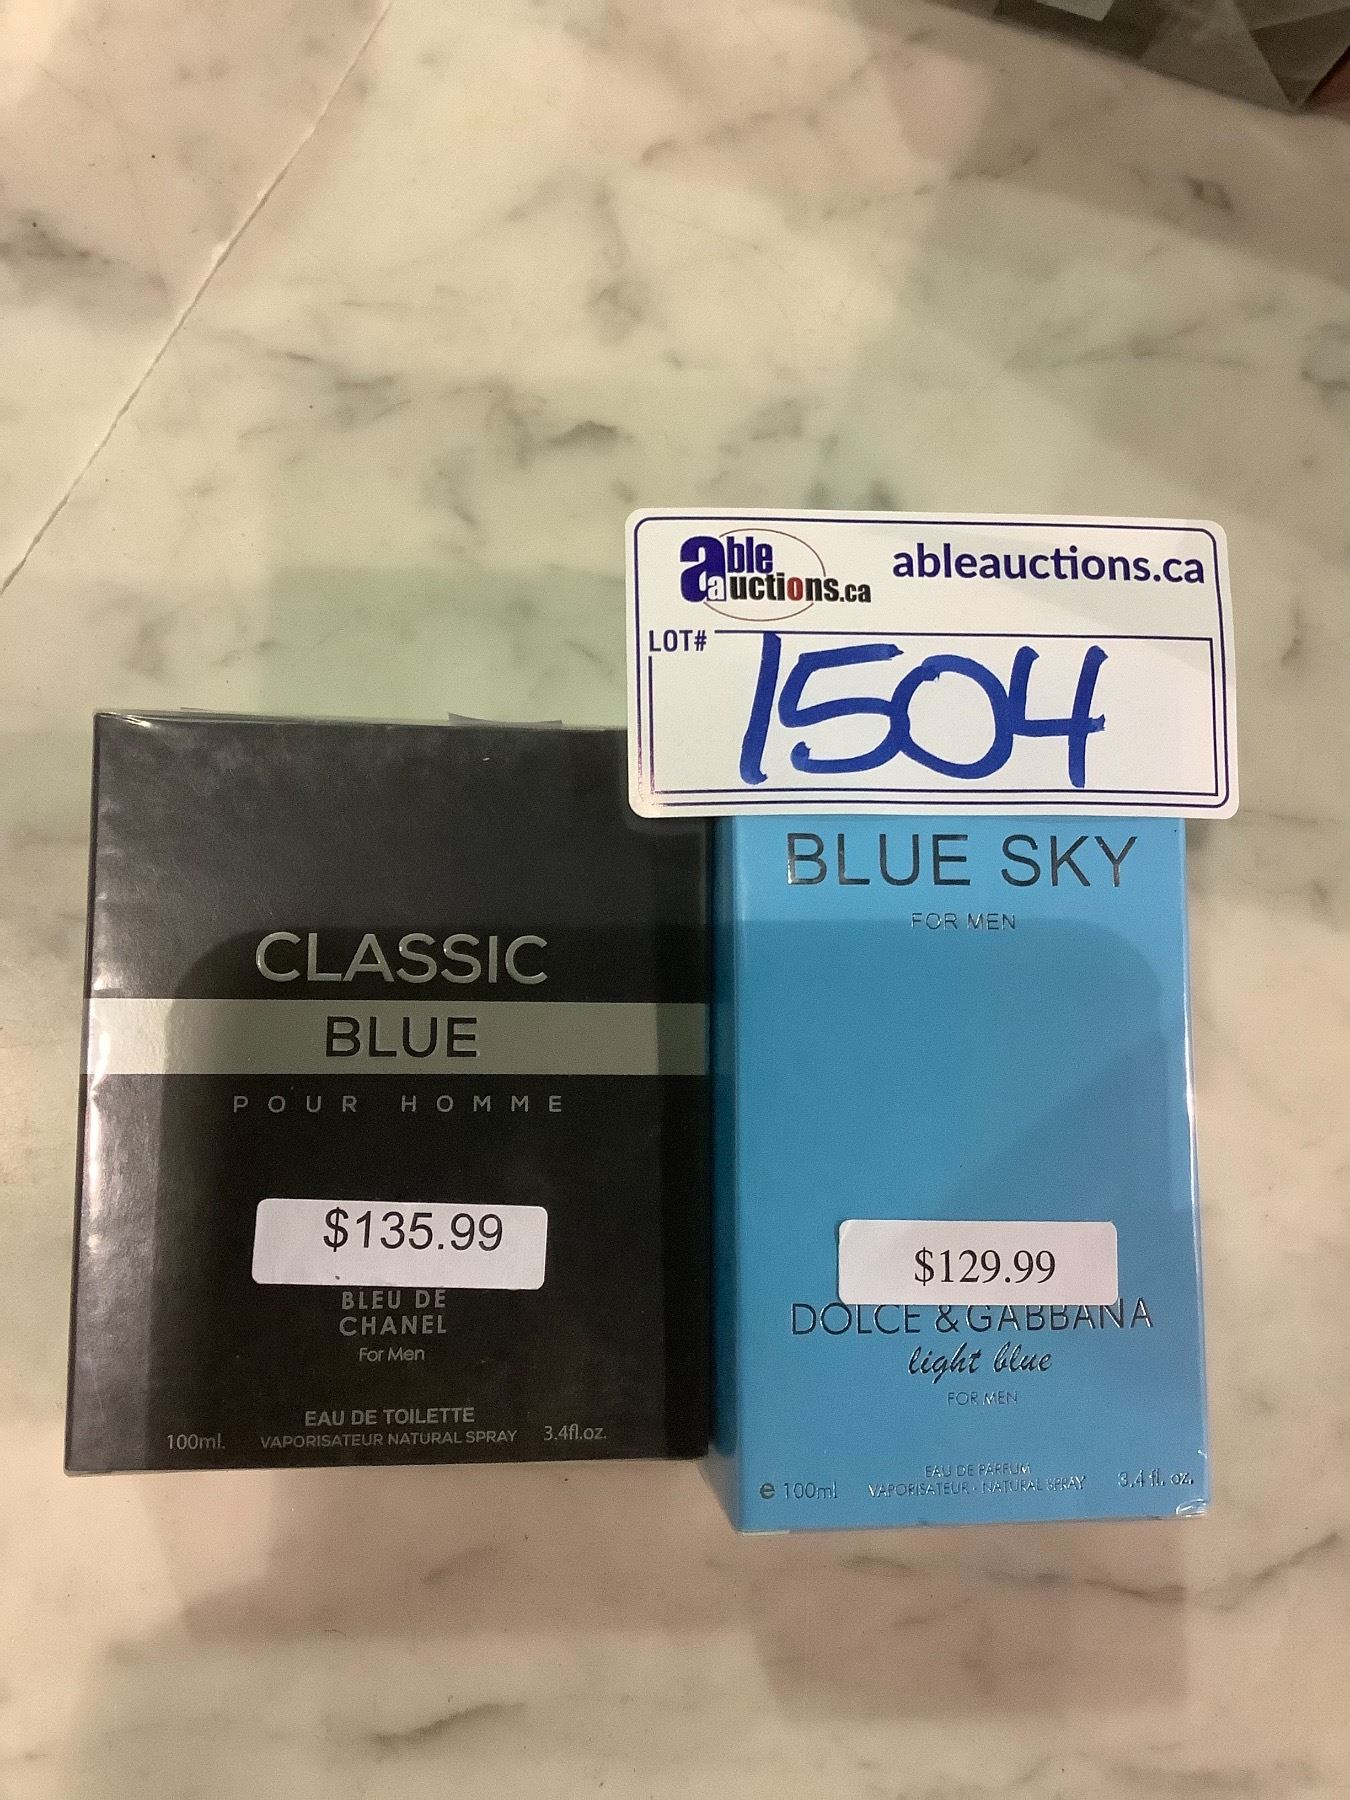 able auctions.ca
ableauctions.ca
LOT#
1504
CLASSIC
BLUE
POUR HOMME
$135.99
BLEU DE
CHANEL
For Men
EAU DE TOILETTE
100ml. VAPORISATEUR NATURAL SPRAY 3.4fl.oz.
BLUE SKY
FOR MEN
$129.99
DOLCE & GABBANA
light blue
FOR MEN
EAU DE PARFUM
e 100ml VAPORISATEUR · NATURAL SPRAY 3,4 fl. oz.